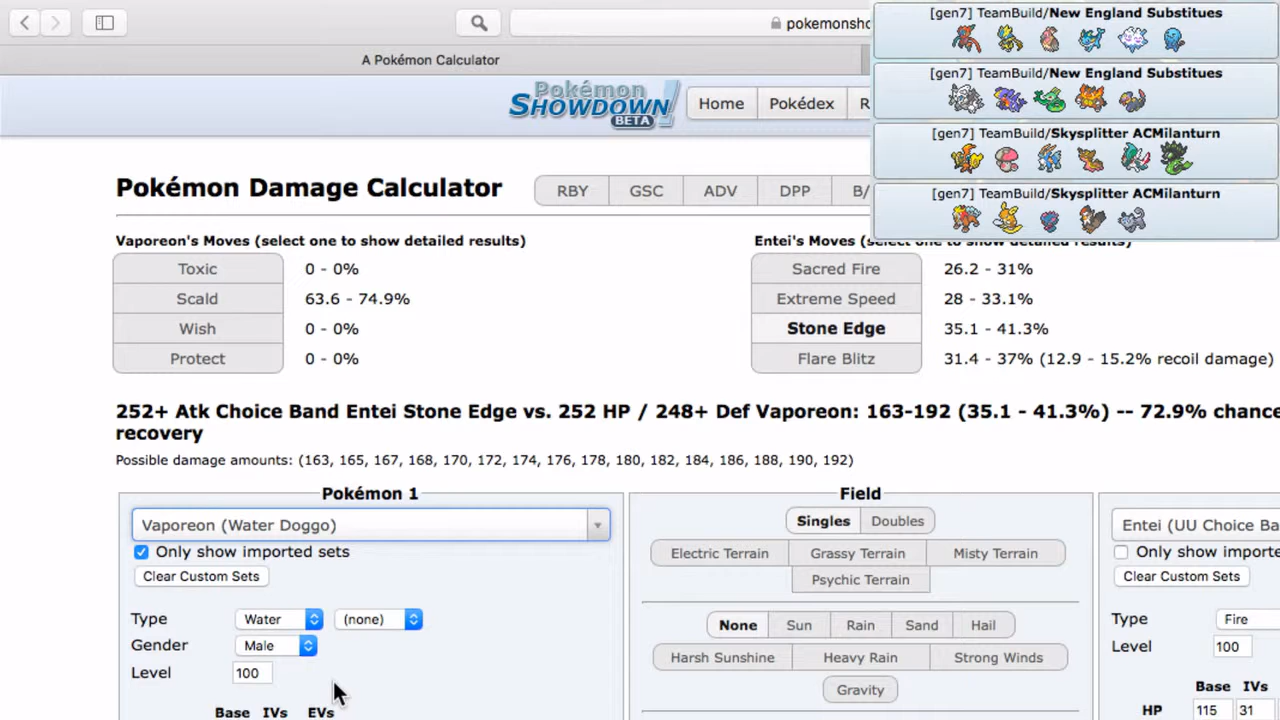 pokemonsho
A Pokémon Calculator
[gen7] TeamBuild/New England Substitues
[gen7] TeamBuild/New England Substitues
[gen7] TeamBuild/Skysplitter ACMilanturn
[gen7] TeamBuild/Skysplitter ACMilanturn
Pokémon SHOWDOWN! BETA
Home Pokédex R
Pokémon Damage Calculator
RBY GSC ADV DPP B/
Vaporeon's Moves (select one to show detailed results)
Toxic 0 - 0%
Scald 63.6 - 74.9%
Wish 0 - 0%
Protect 0 - 0%
Entei's Moves (select one to show detailed results)
Sacred Fire 26.2 - 31%
Extreme Speed 28 - 33.1%
Stone Edge 35.1 - 41.3%
Flare Blitz 31.4 - 37% (12.9 - 15.2% recoil damage)
252+ Atk Choice Band Entei Stone Edge vs. 252 HP / 248+ Def Vaporeon: 163-192 (35.1 - 41.3%) -- 72.9% chance
recovery
Possible damage amounts: (163, 165, 167, 168, 170, 172, 174, 176, 178, 180, 182, 184, 186, 188, 190, 192)
Pokémon 1
Vaporeon (Water Doggo)
Only show imported sets
Clear Custom Sets
Type Water (none)
Gender Male
Level 100
Base IVs EVs
Field
Singles Doubles
Electric Terrain Grassy Terrain Misty Terrain
Psychic Terrain
None Sun Rain Sand Hail
Harsh Sunshine Heavy Rain Strong Winds
Gravity
Entei (UU Choice Ba
Only show importe
Clear Custom Sets
Type Fire
Level 100
Base IVs
HP 115 31